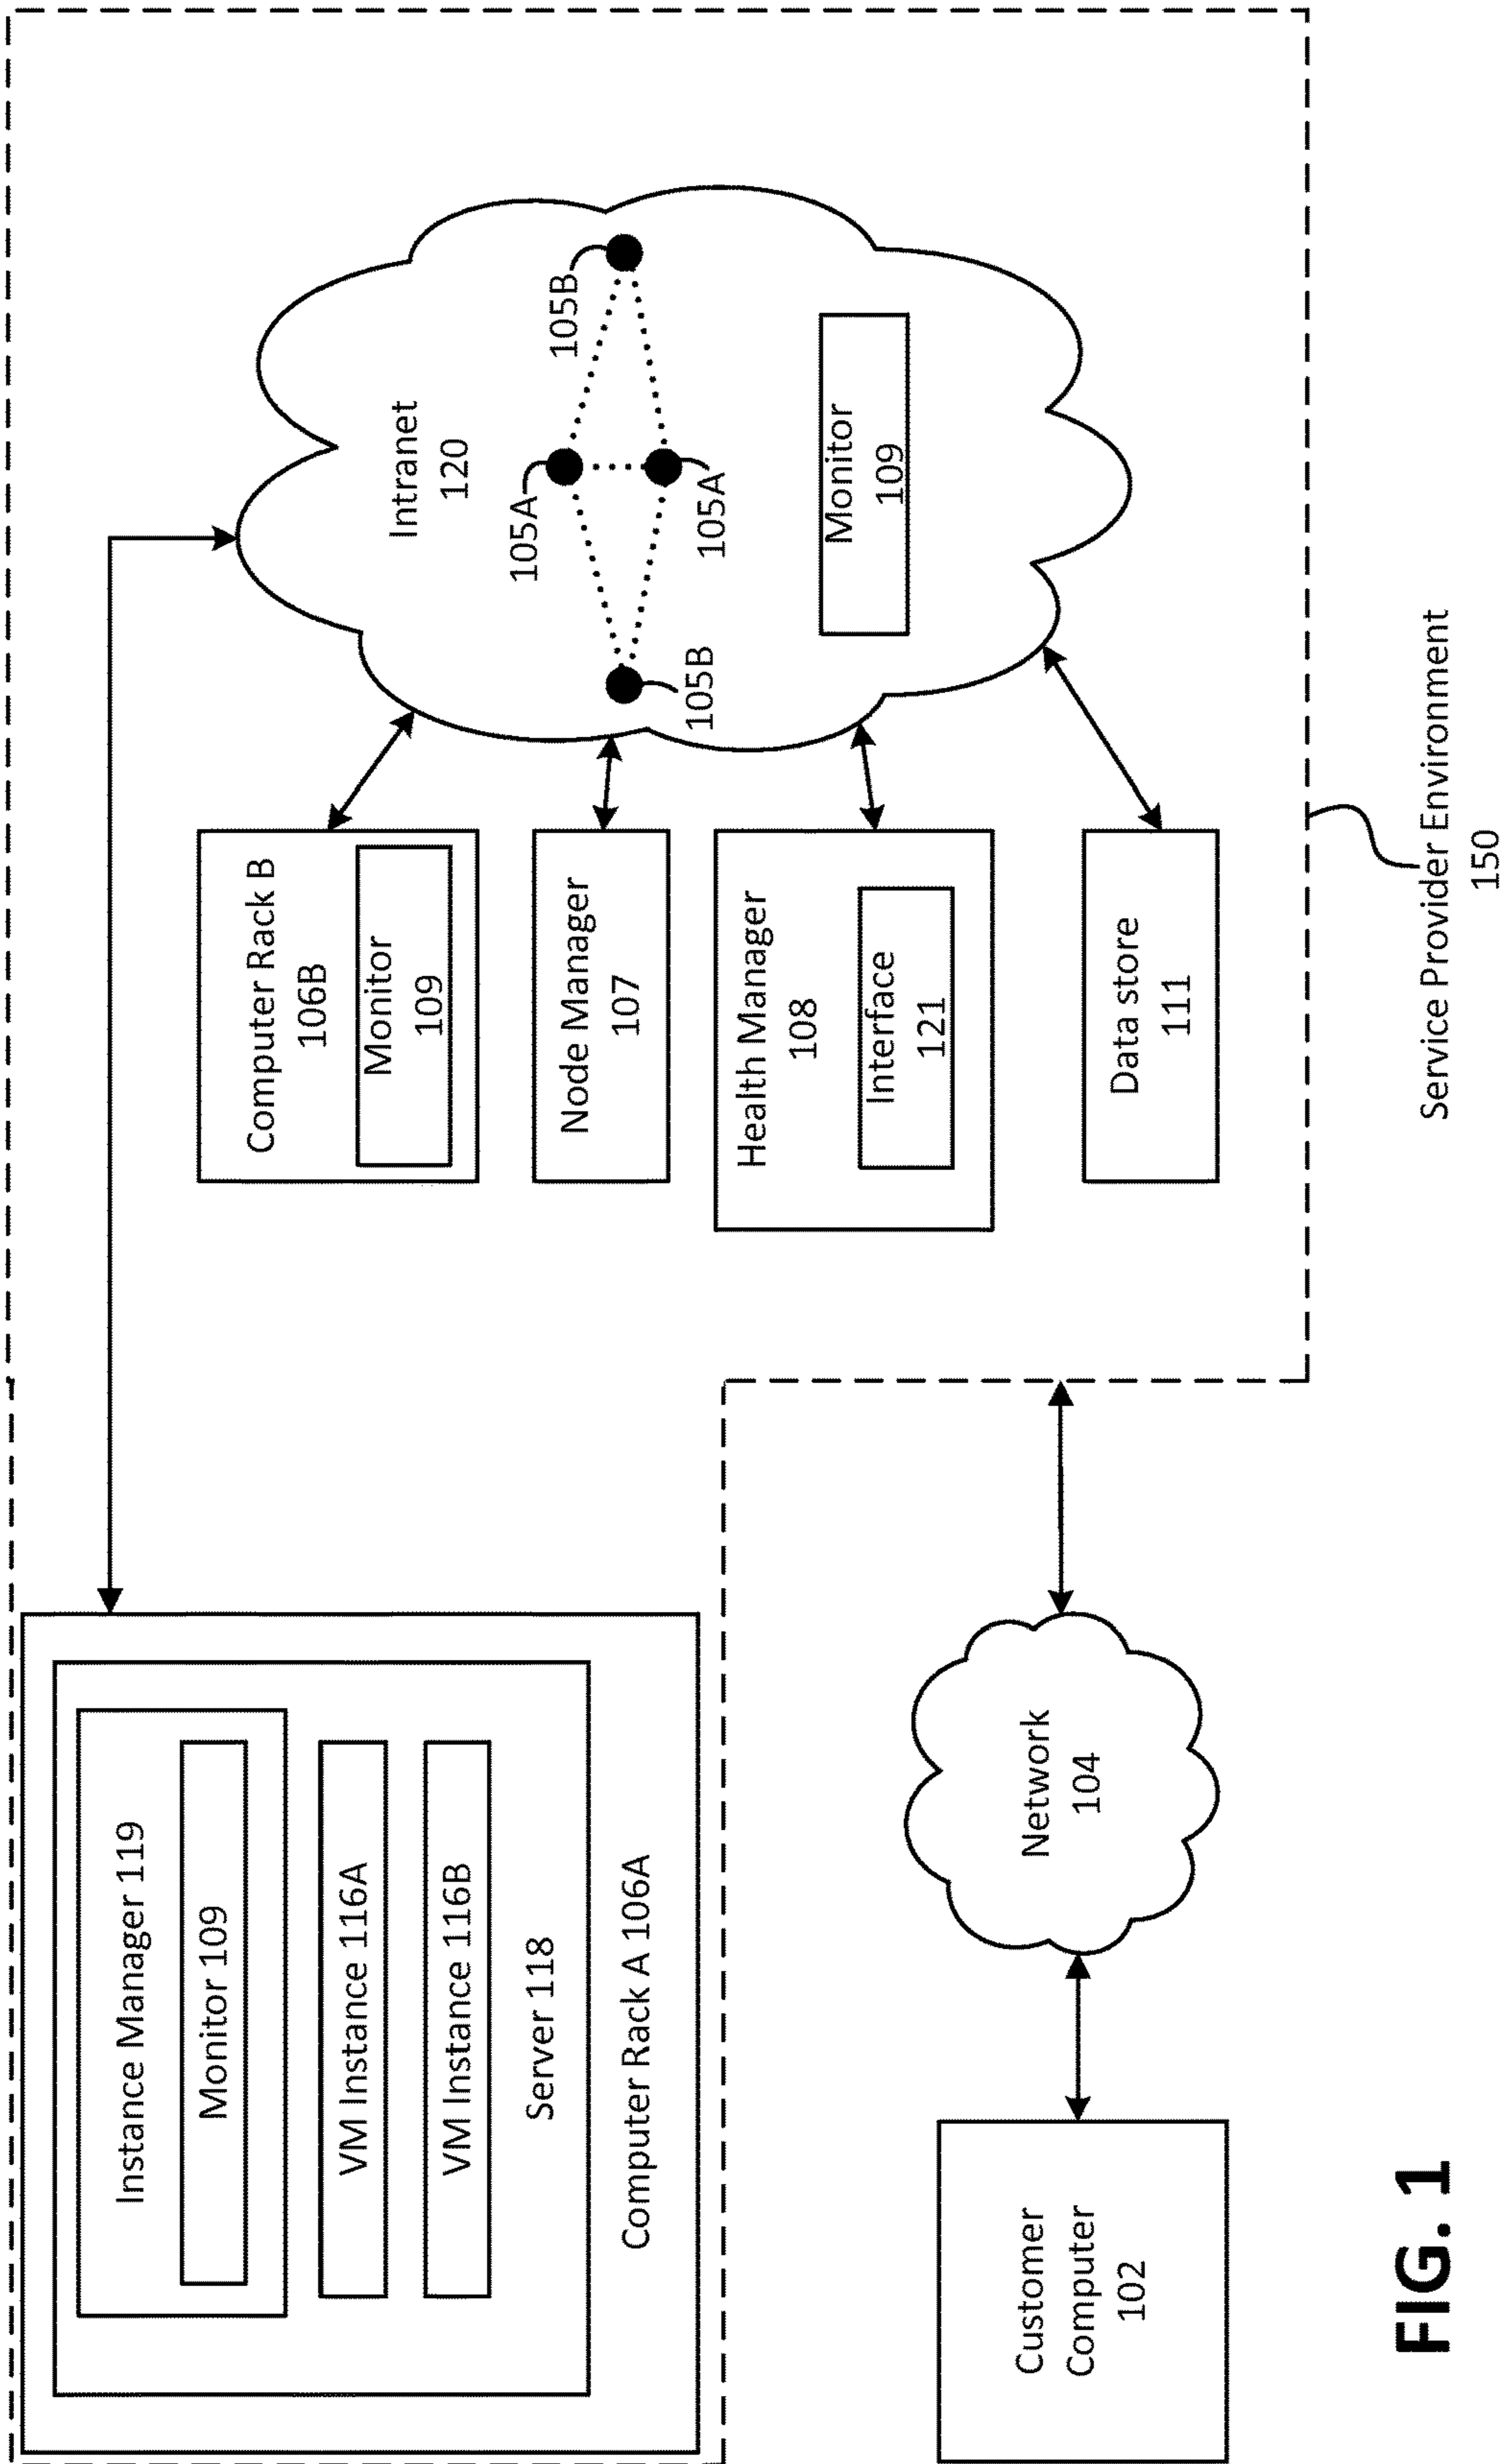 Instance Manager 119
Monitor 109
VM Instance 116A
VM Instance 116B
Server 118
Computer Rack A 106A
Customer
Computer
102
Network
104
Computer Rack B
106B
Monitor
109
Node Manager
107
Health Manager
108
Interface
121
Data store
111
Intranet
120
105A
105B
105A
105B
Monitor
109
Service Provider Environment
150
FIG. 1